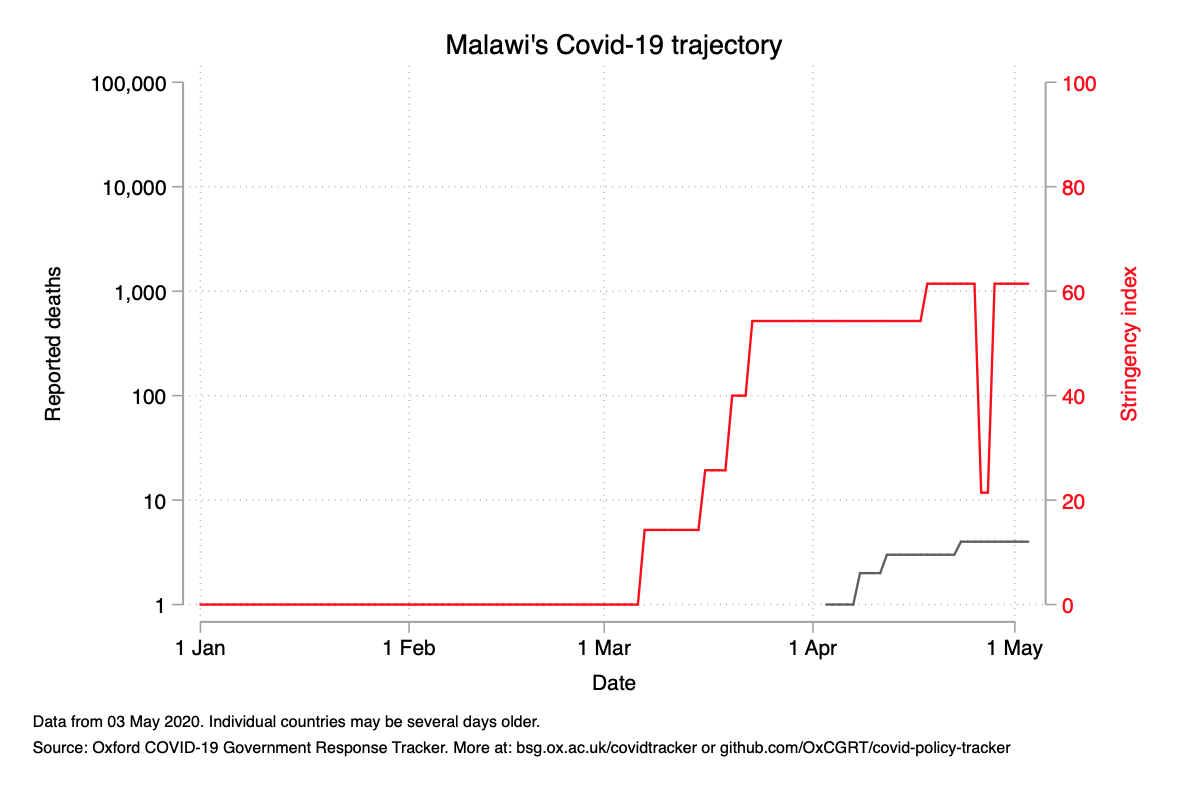 Malawi's Covid-19 trajectory
100,000
10,000
1,000
100
10
1
Reported deaths
100
80
60
40
20
0
Stringency index
1 Jan
1 Feb
1 Mar
1 Apr
1 May
Date
Data from 03 May 2020. Individual countries may be several days older.
Source: Oxford COVID-19 Government Response Tracker. More at: bsg.ox.ac.uk/covidtracker or github.com/OxCGRT/covid-policy-tracker